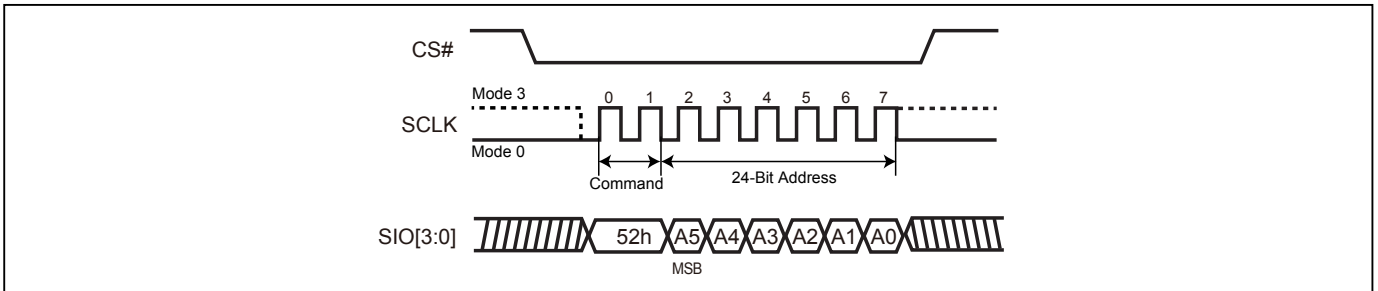 CS#
Mode 3
0 1 2 3 4 5 6 7
SCLK
Mode 0
Command
24-Bit Address
SIO[3:0]
52h A5 A4 A3 A2 A1 A0
MSB